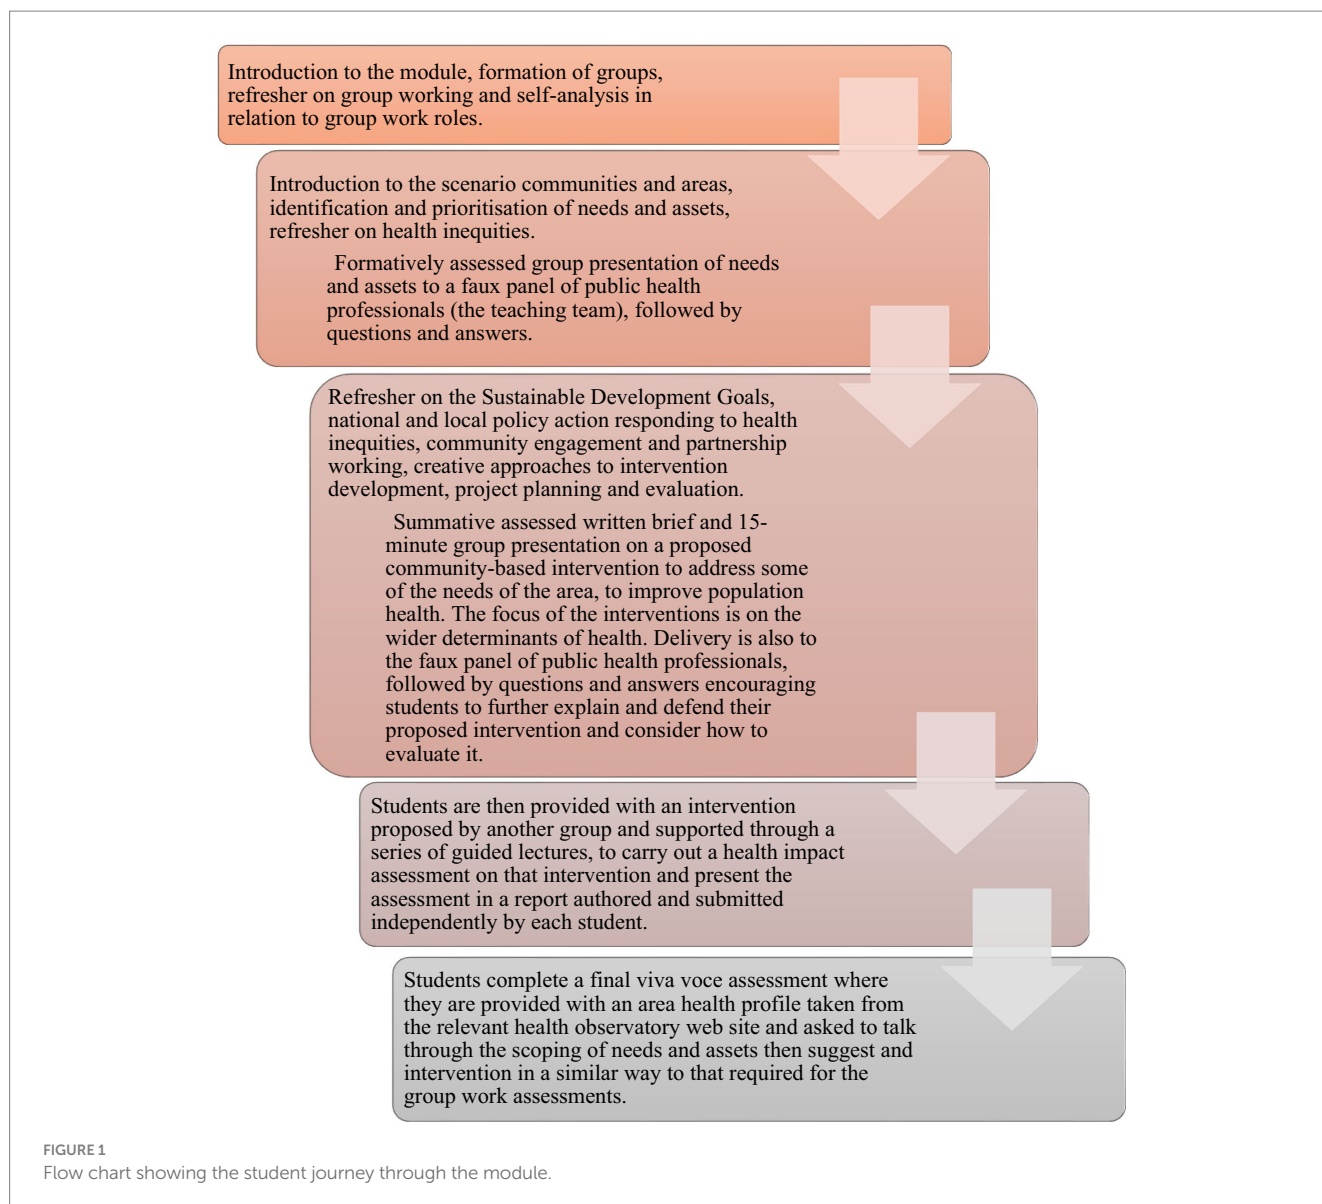 Introduction to the module, formation of groups,
refresher on group working and self-analysis in
relation to group work roles.
Introduction to the scenario communities and areas,
identification and prioritisation of needs and assets,
refresher on health inequities.
Formatively assessed group presentation of needs
and assets to a faux panel of public health
professionals (the teaching team), followed by
questions and answers.
Refresher on the Sustainable Development Goals,
national and local policy action responding to health
inequities, community engagement and partnership
working, creative approaches to intervention
development, project planning and evaluation.
Summative assessed written brief and 15-
minute group presentation on a proposed
community-based intervention to address some
of the needs of the area, to improve population
health. The focus of the interventions is on the
wider determinants of health. Delivery is also to
the faux panel of public health professionals,
followed by questions and answers encouraging
students to further explain and defend their
proposed intervention and consider how to
evaluate it.
Students are then provided with an intervention
proposed by another group and supported through a
series of guided lectures, to carry out a health impact
assessment on that intervention and present the
assessment in a report authored and submitted
independently by each student.
Students complete a final viva voce assessment where
they are provided with an area health profile taken from
the relevant health observatory web site and asked to talk
through the scoping of needs and assets then suggest and
intervention in a similar way to that required for the
group work assessments.
FIGURE 1
Flow chart showing the student journey through the module.